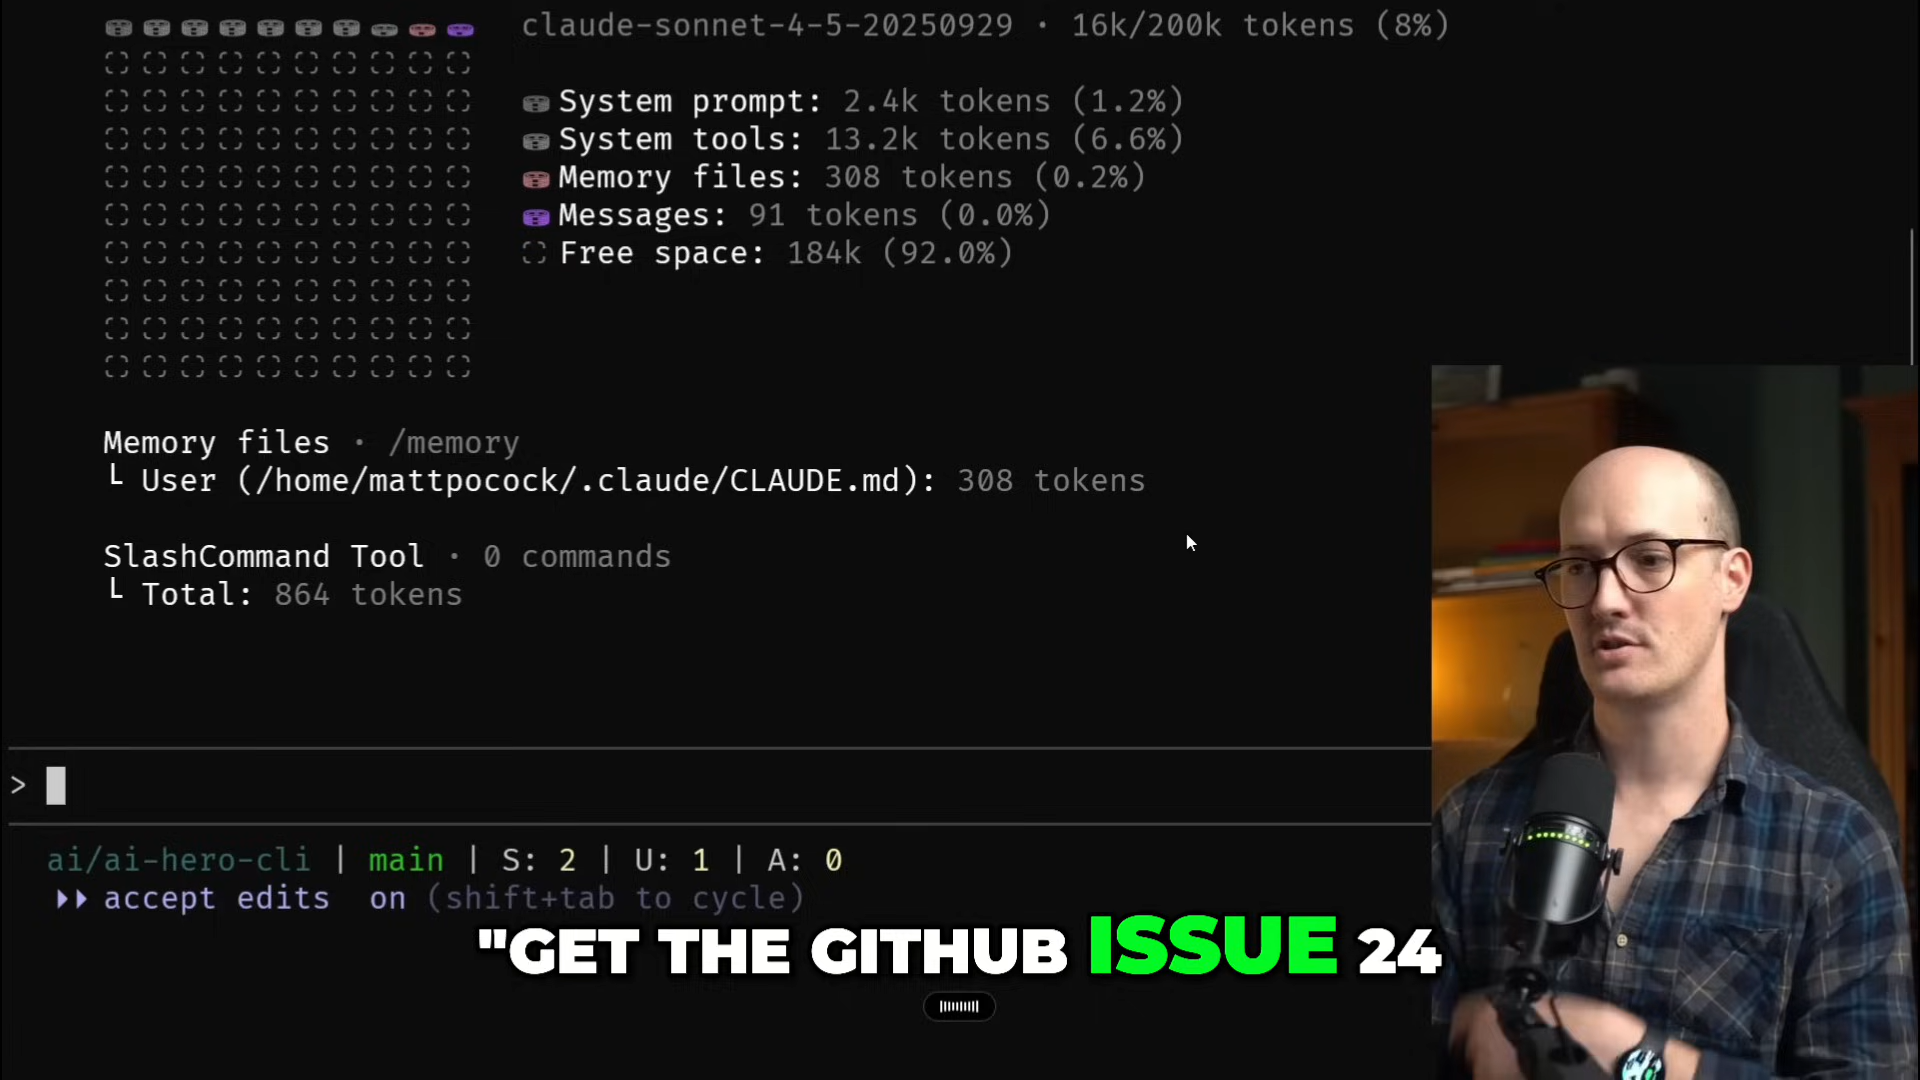 claude-sonnet-4-5-20250929 · 16k/200k tokens (8%)
System prompt: 2.4k tokens (1.2%)
System tools: 13.2k tokens (6.6%)
Memory files: 308 tokens (0.2%)
Messages: 91 tokens (0.0%)
Free space: 184k (92.0%)
Memory files · /memory
└ User (/home/mattpocock/.claude/CLAUDE.md): 308 tokens
SlashCommand Tool · 0 commands
└ Total: 864 tokens
>
ai/ai-hero-cli | main | S: 2 | U: 1 | A: 0
⏵⏵ accept edits on (shift+tab to cycle)
"GET THE GITHUB ISSUE 24